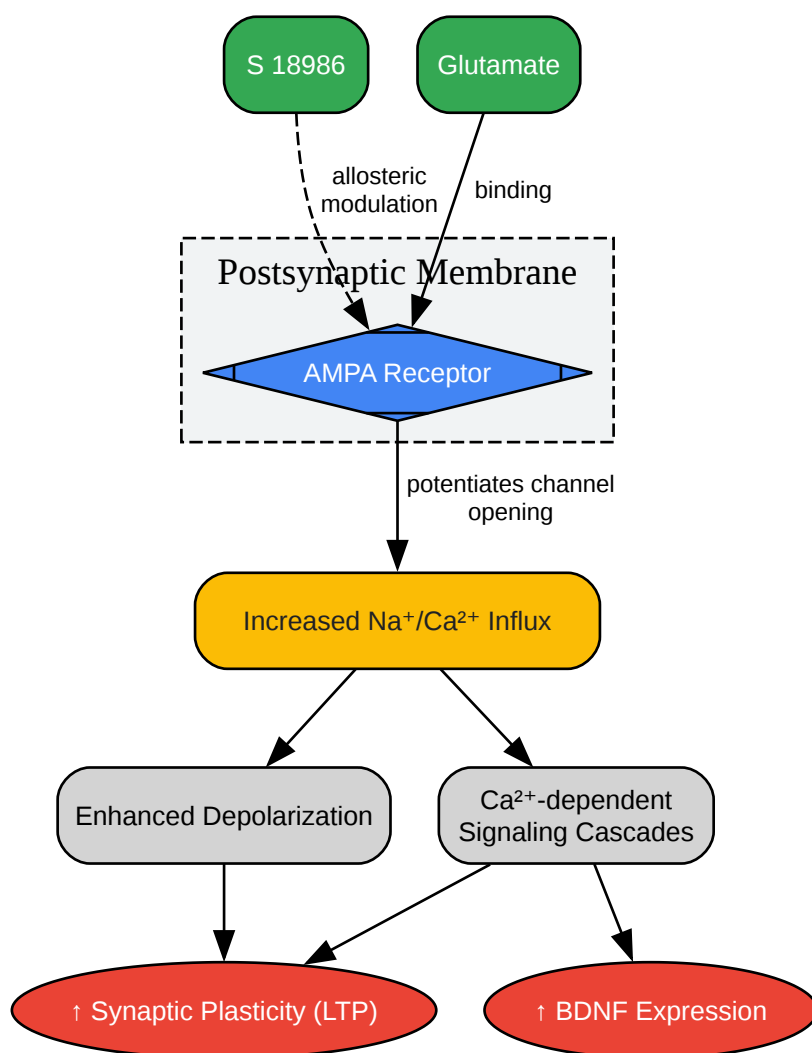 S 18986
Glutamate
allosteric
modulation
binding
Postsynaptic Membrane
AMPA Receptor
potentiates channel
opening
Increased Na⁺/Ca²⁺ Influx
Enhanced Depolarization
Ca²⁺-dependent
Signaling Cascades
↑ Synaptic Plasticity (LTP)
↑ BDNF Expression